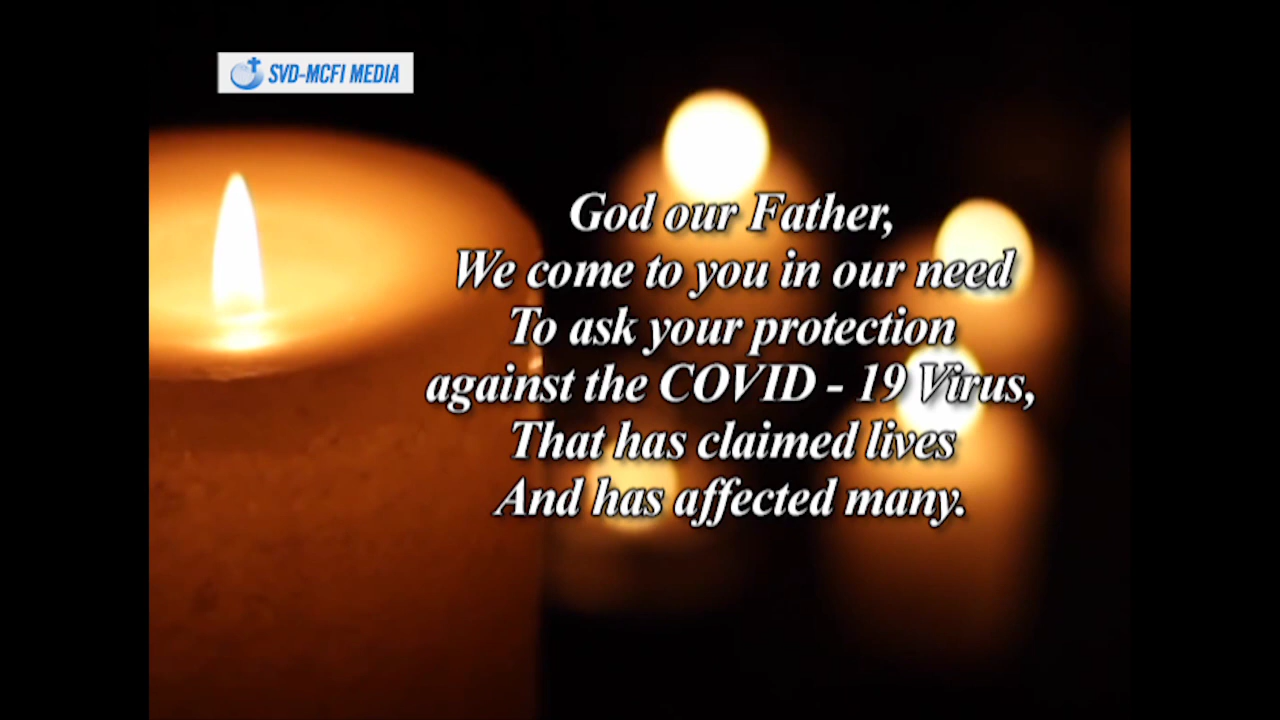 SVD-MCFI MEDIA
God our Father,
We come to you in our need
To ask your protection
against the COVID - 19 Virus,
That has claimed lives
And has affected many.